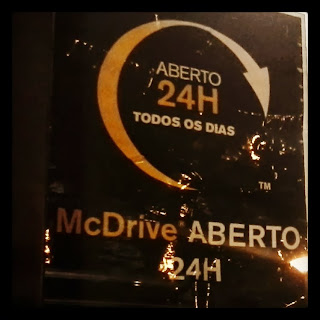 ABERTO
24H
TODOS OS DIAS
TM
McDrive ABERTO
24H